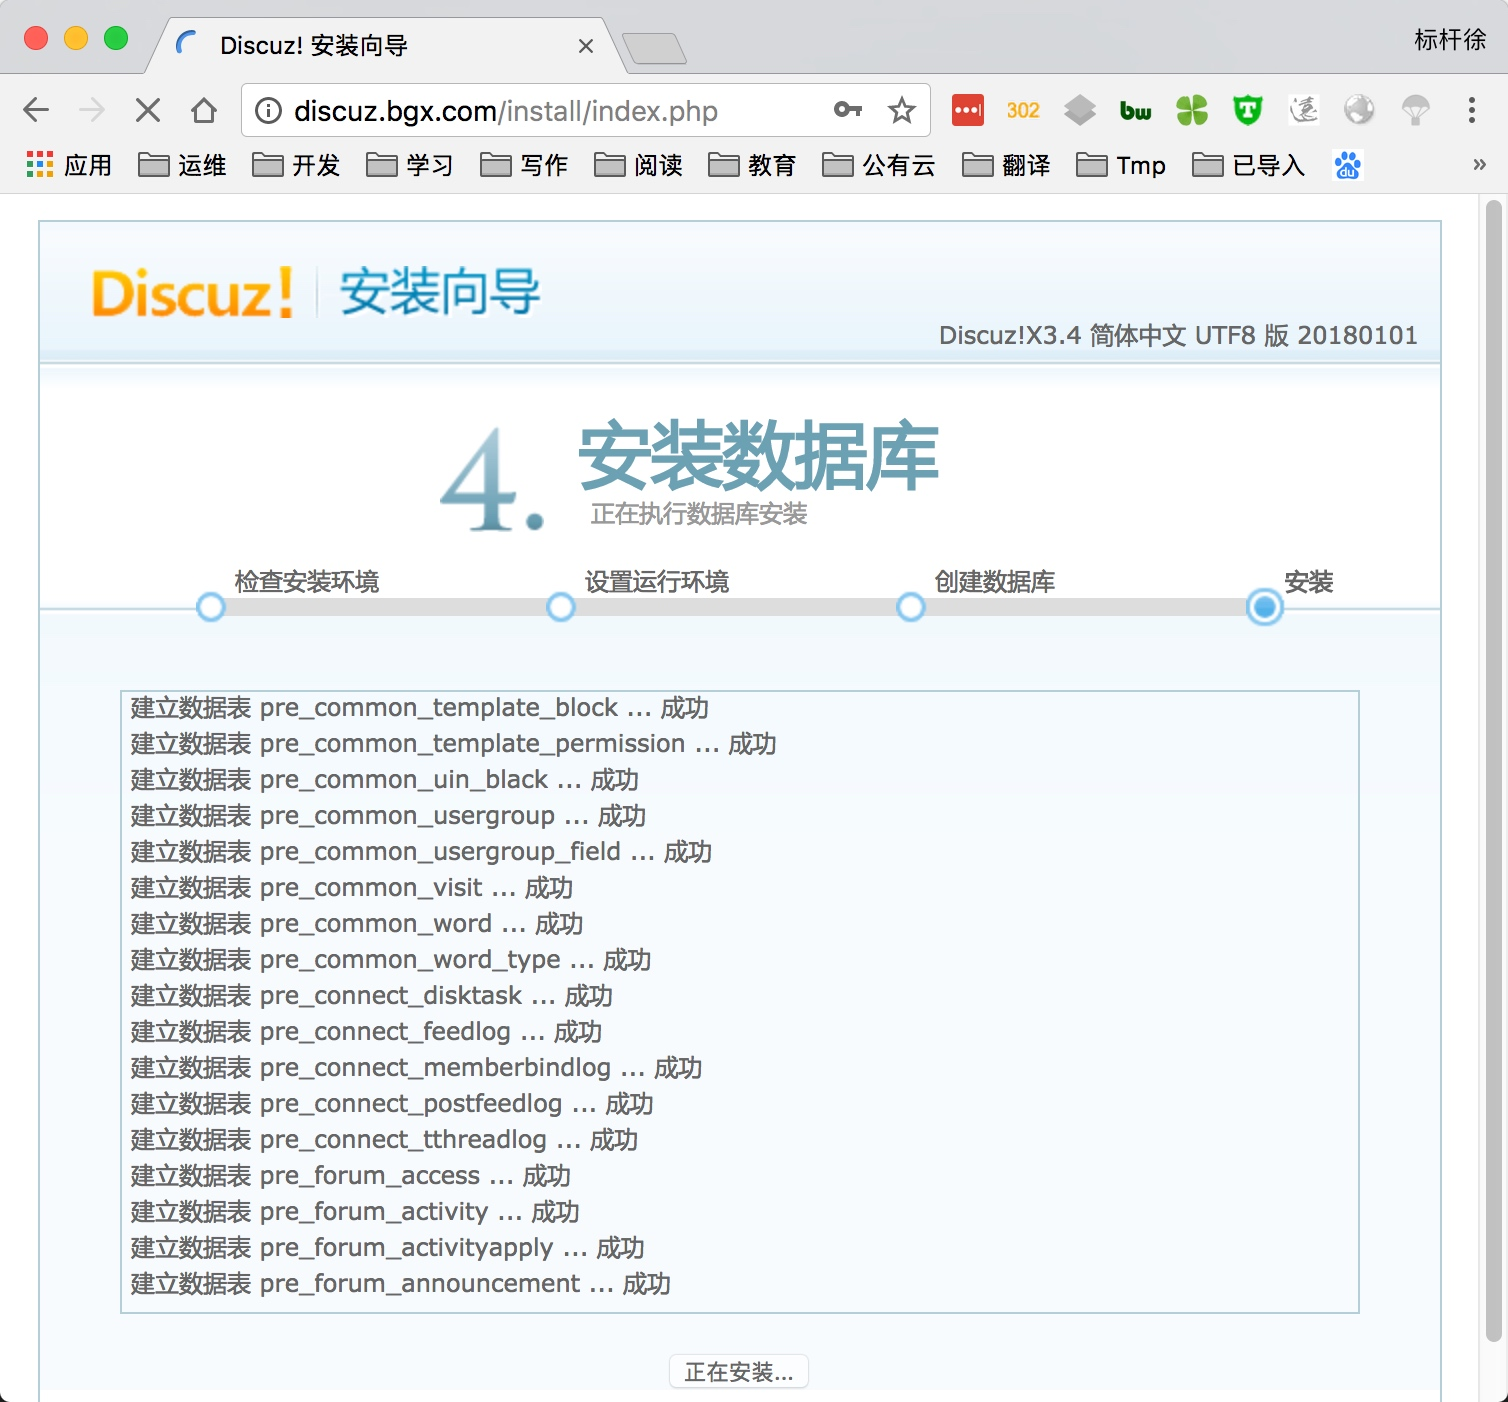 Discuz! 安装向导
标杆徐
discuz.bgx.com/install/index.php
302
bw
T
应用 运维 开发 学习 写作 阅读 教育 公有云 翻译 Tmp 已导入 du »
Discuz! 安装向导
Discuz!X3.4 简体中文 UTF8 版 20180101
4. 安装数据库
正在执行数据库安装
检查安装环境 设置运行环境 创建数据库 安装
建立数据表 pre_common_template_block ... 成功
建立数据表 pre_common_template_permission ... 成功
建立数据表 pre_common_uin_black ... 成功
建立数据表 pre_common_usergroup ... 成功
建立数据表 pre_common_usergroup_field ... 成功
建立数据表 pre_common_visit ... 成功
建立数据表 pre_common_word ... 成功
建立数据表 pre_common_word_type ... 成功
建立数据表 pre_connect_disktask ... 成功
建立数据表 pre_connect_feedlog ... 成功
建立数据表 pre_connect_memberbindlog ... 成功
建立数据表 pre_connect_postfeedlog ... 成功
建立数据表 pre_connect_tthreadlog ... 成功
建立数据表 pre_forum_access ... 成功
建立数据表 pre_forum_activity ... 成功
建立数据表 pre_forum_activityapply ... 成功
建立数据表 pre_forum_announcement ... 成功
正在安装...